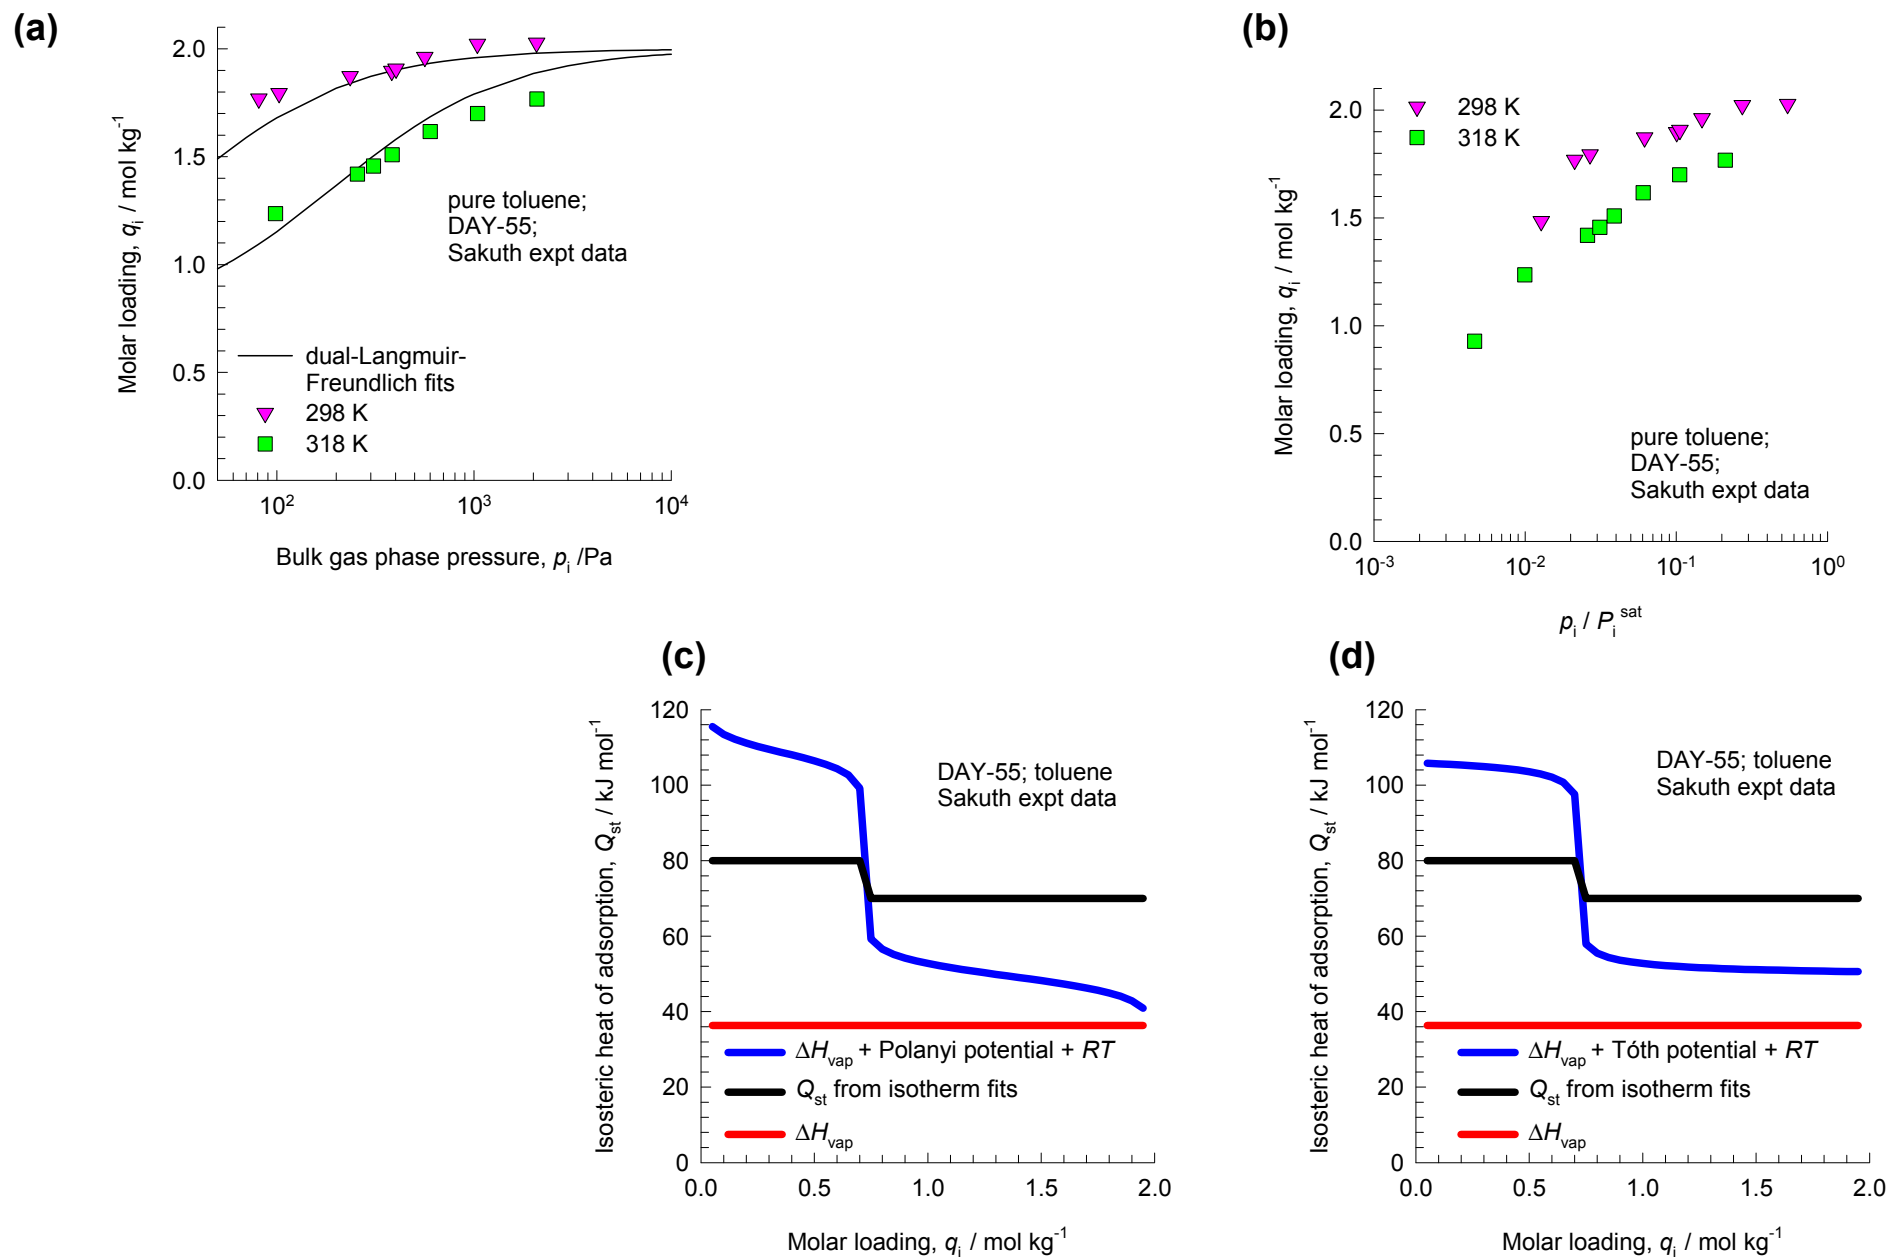 (a)
2.0
1.5
1.0
0.5
0.0
10²
10³
10⁴
Molar loading, qᵢ / mol kg⁻¹
Bulk gas phase pressure, pᵢ /Pa
pure toluene;
DAY-55;
Sakuth expt data
dual-Langmuir-
Freundlich fits
298 K
318 K
(b)
2.0
1.5
1.0
0.5
0.0
10⁻³
10⁻²
10⁻¹
10⁰
Molar loading, qᵢ / mol kg⁻¹
pᵢ / Pᵢ ˢᵃᵗ
298 K
318 K
pure toluene;
DAY-55;
Sakuth expt data
(c)
120
100
80
60
40
20
0
0.0
0.5
1.0
1.5
2.0
Isosteric heat of adsorption, Qst / kJ mol⁻¹
Molar loading, qᵢ / mol kg⁻¹
DAY-55; toluene
Sakuth expt data
ΔHvap + Polanyi potential + RT
Qst from isotherm fits
ΔHvap
(d)
120
100
80
60
40
20
0
0.0
0.5
1.0
1.5
2.0
Isosteric heat of adsorption, Qst / kJ mol⁻¹
Molar loading, qᵢ / mol kg⁻¹
DAY-55; toluene
Sakuth expt data
ΔHvap + Tóth potential + RT
Qst from isotherm fits
ΔHvap